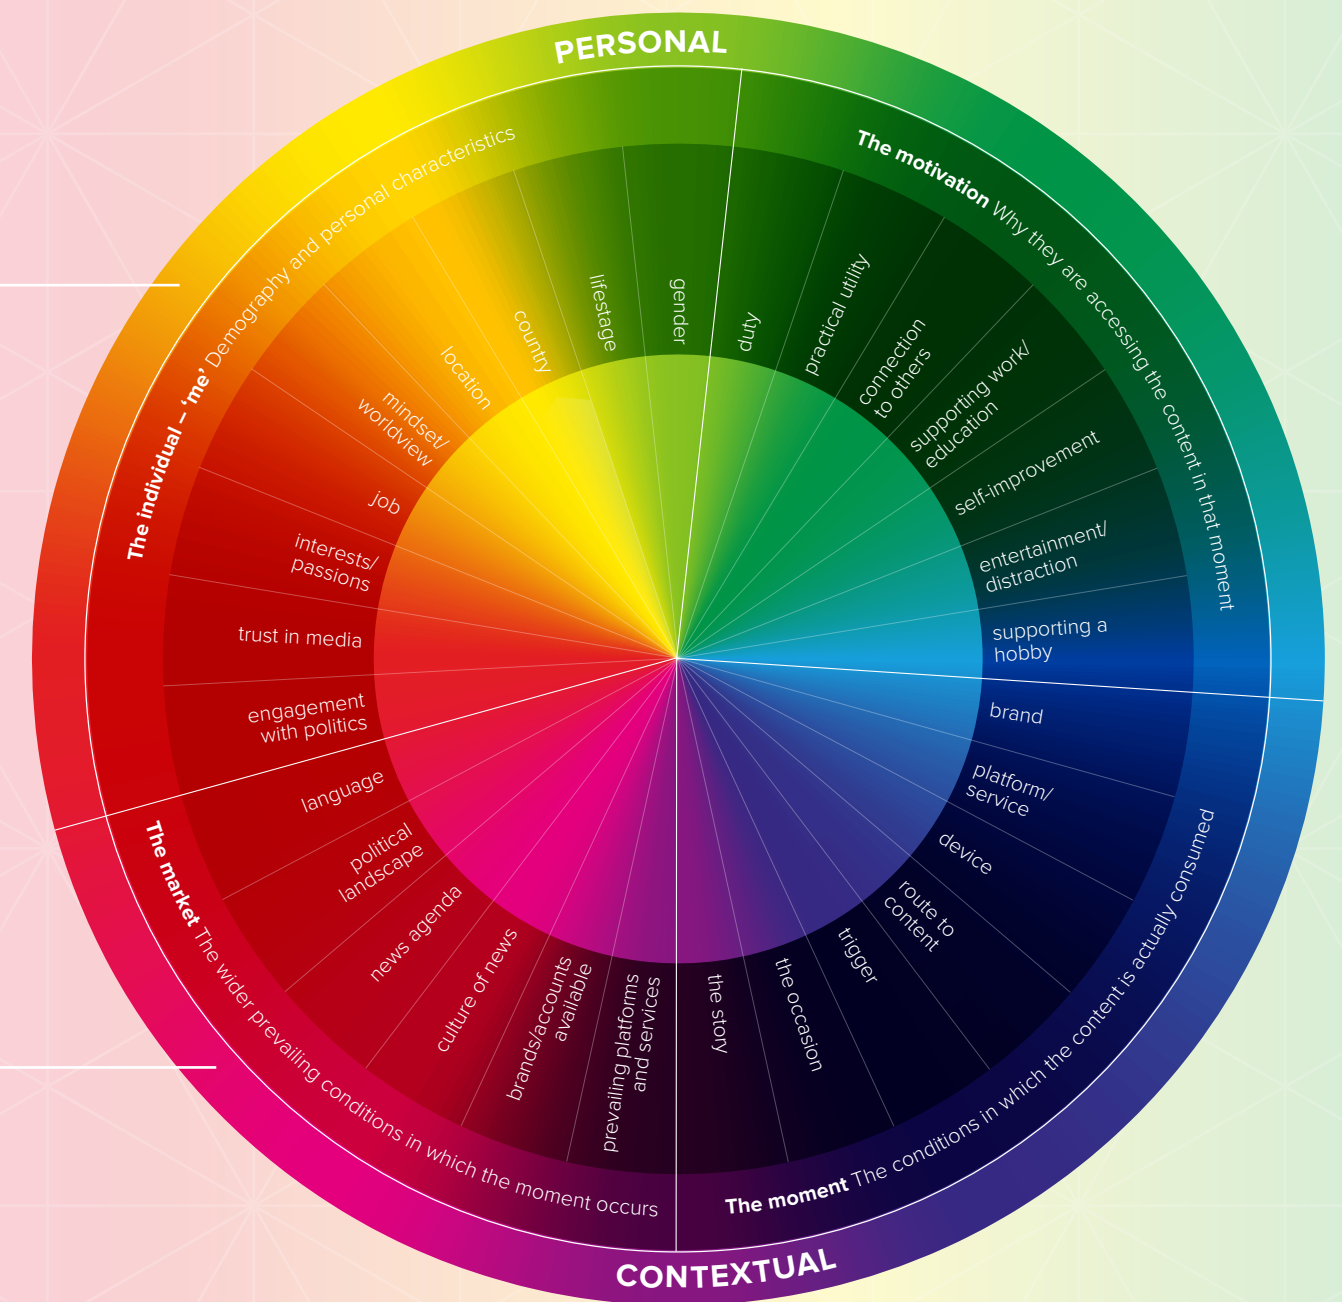 PERSONAL
The individual – ‘me’ Demography and personal characteristics
gender
lifestage
country
location
mindset/
worldview
job
interests/
passions
trust in media
engagement
with politics
The motivation Why they are accessing the content in that moment
duty
practical utility
connection
to others
supporting work/
education
self-improvement
entertainment/
distraction
supporting a
hobby
The moment The conditions in which the content is actually consumed
brand
platform/
service
device
route to
content
trigger
the occasion
the story
The market The wider prevailing conditions in which the moment occurs
language
political
landscape
news agenda
culture of news
brands/accounts
available
prevailing platforms
and services
CONTEXTUAL